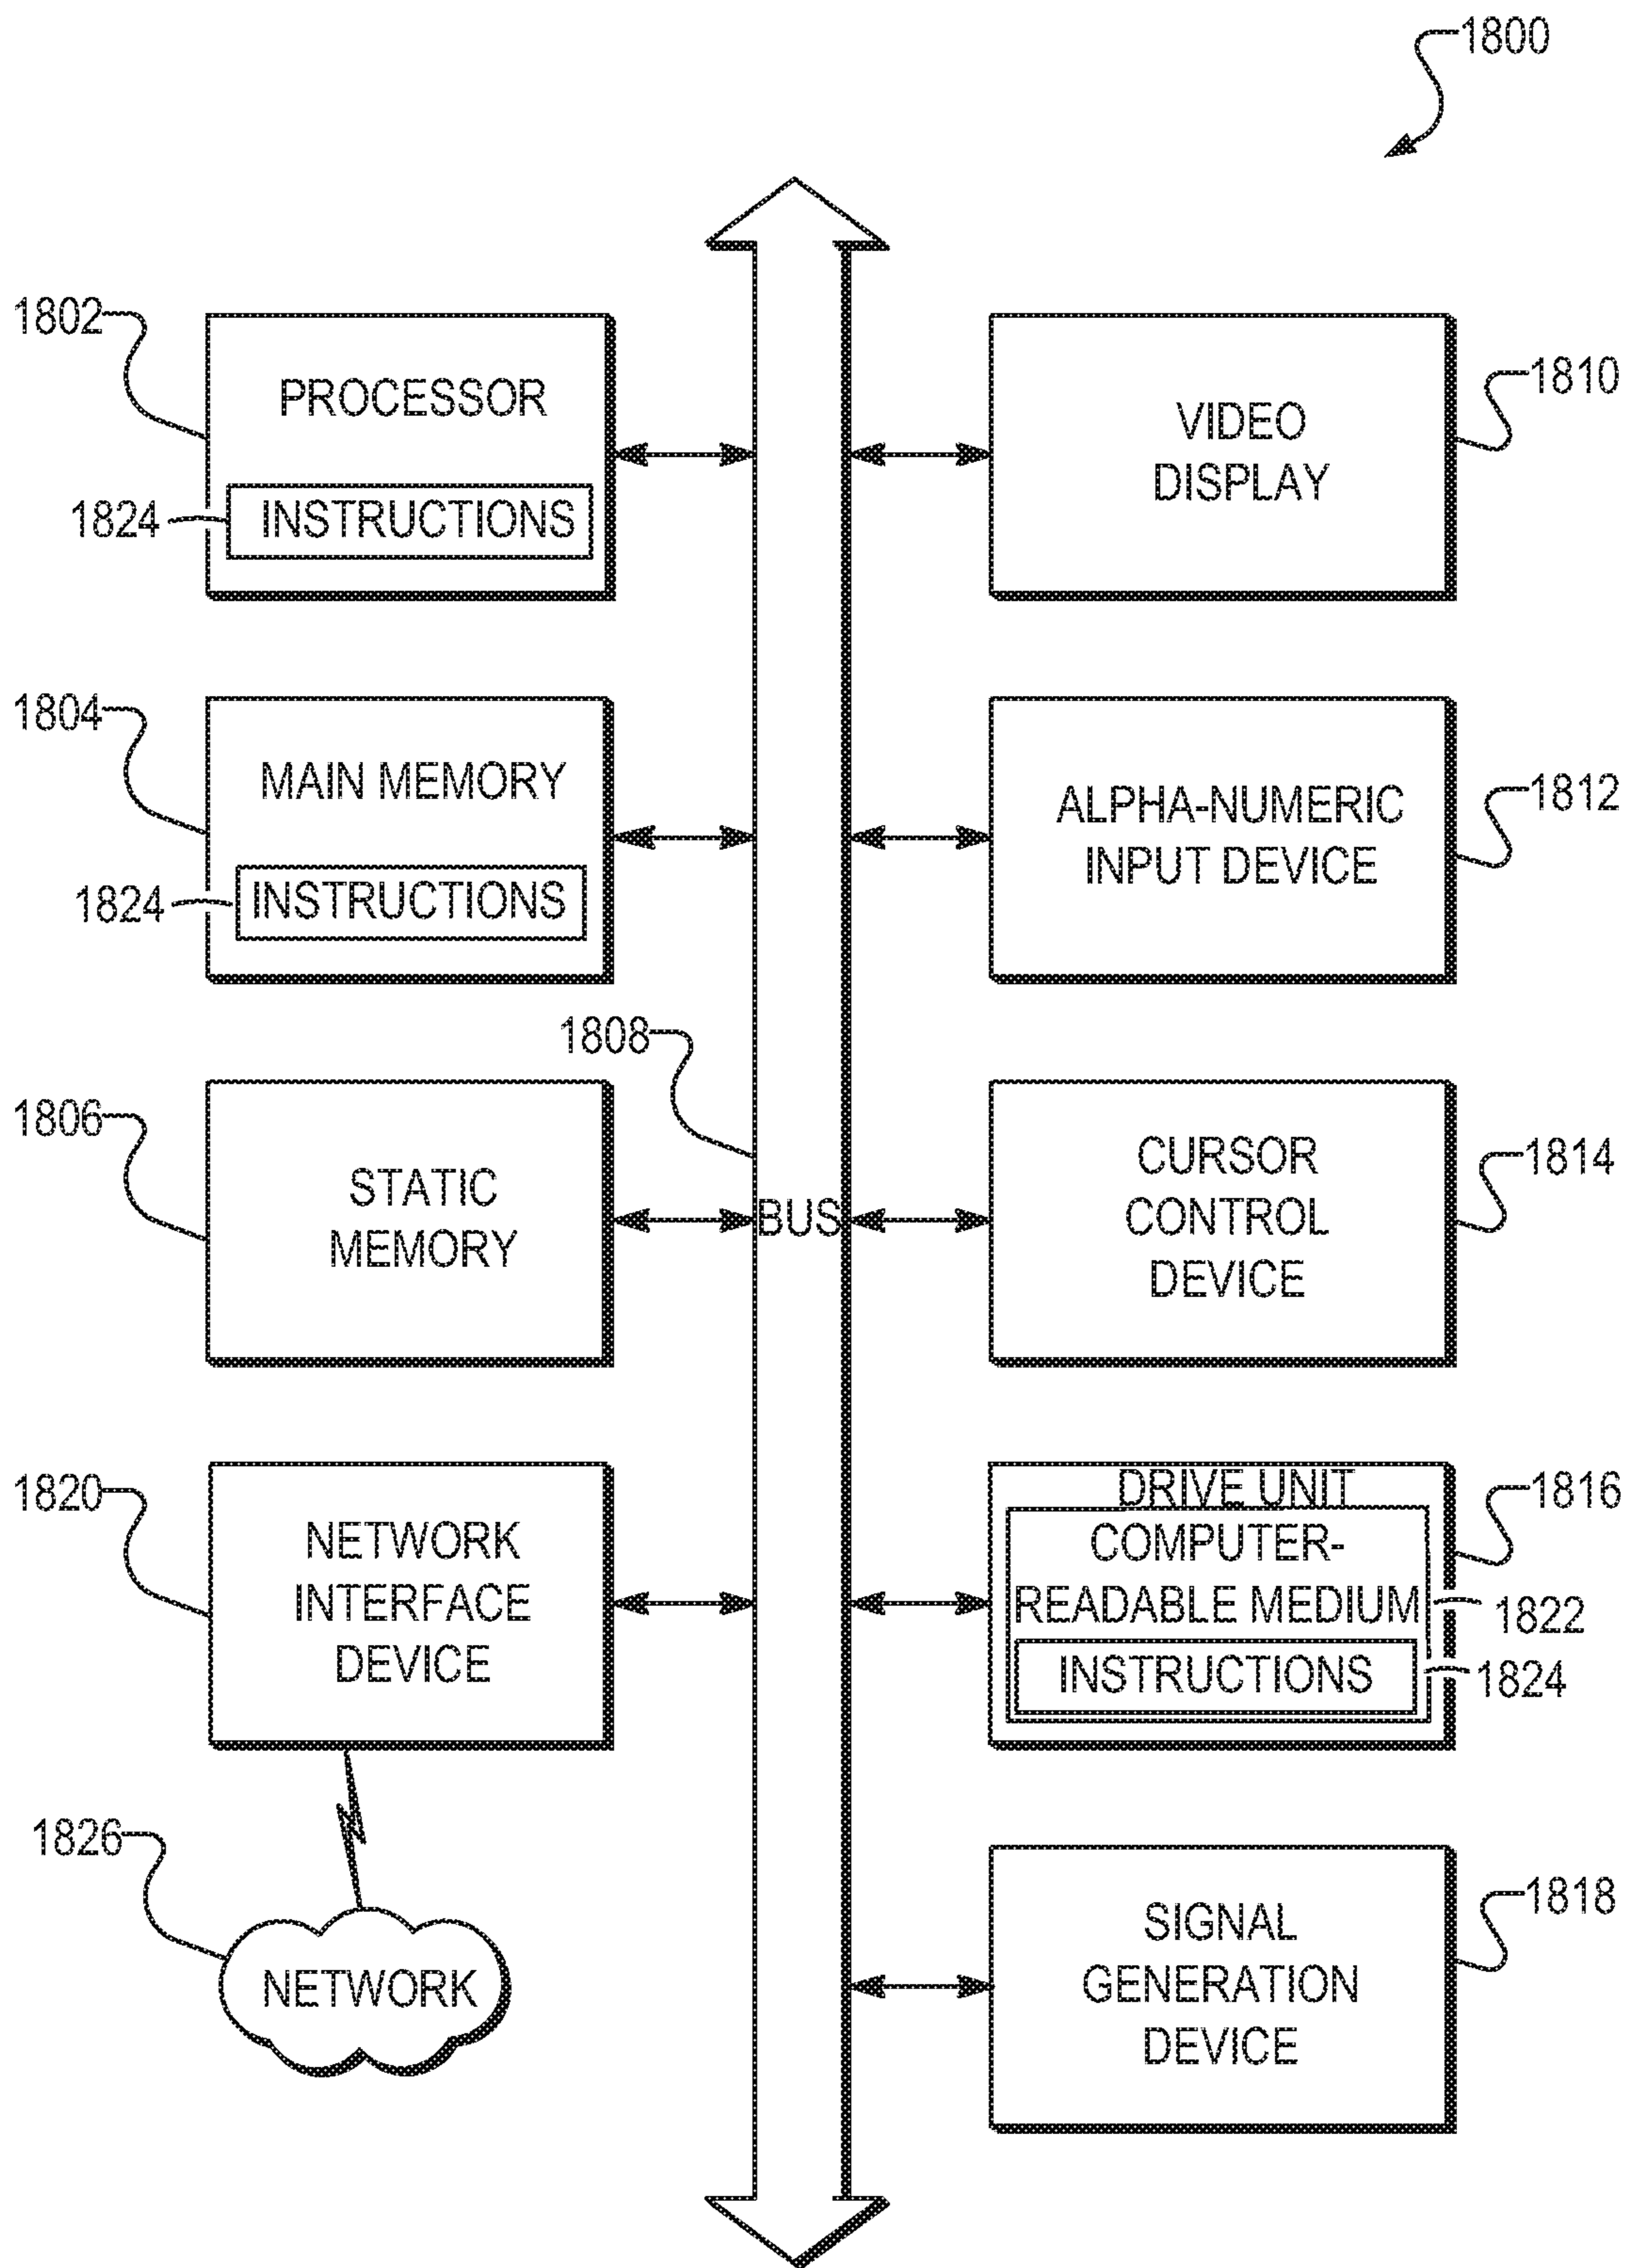 1800
1802
PROCESSOR
1824
INSTRUCTIONS
1810
VIDEO
DISPLAY
1804
MAIN MEMORY
1824
INSTRUCTIONS
1812
ALPHA-NUMERIC
INPUT DEVICE
1808
BUS
1806
STATIC
MEMORY
1814
CURSOR
CONTROL
DEVICE
1820
NETWORK
INTERFACE
DEVICE
1816
DRIVE UNIT
COMPUTER-
READABLE MEDIUM
1822
INSTRUCTIONS
1824
1826
NETWORK
1818
SIGNAL
GENERATION
DEVICE